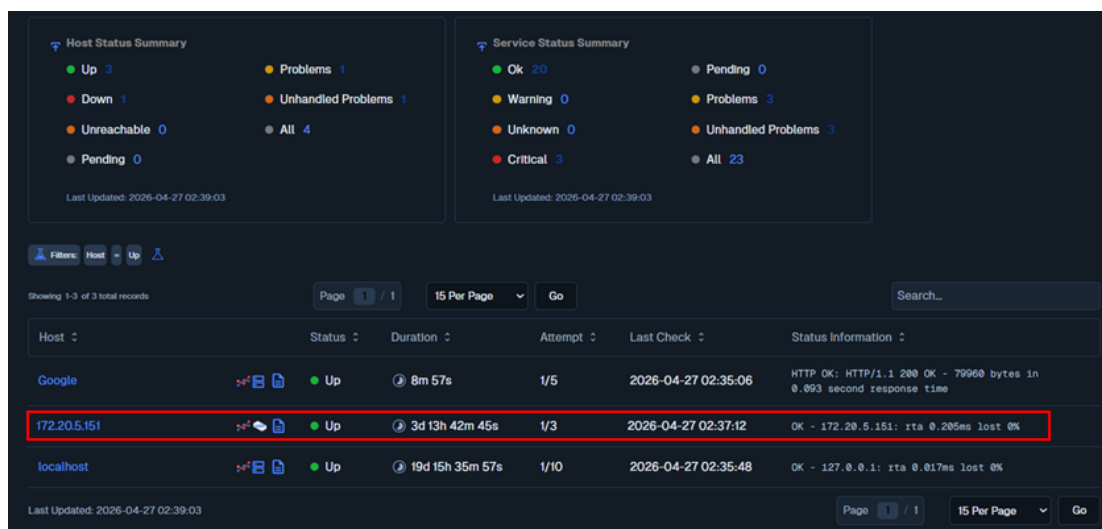 Host Status Summary
Up 3 Problems 1
Down 1 Unhandled Problems 1
Unreachable 0 All 4
Pending 0
Last Updated: 2026-04-27 02:39:03
Service Status Summary
Ok 20 Pending 0
Warning 0 Problems 3
Unknown 0 Unhandled Problems 3
Critical 3 All 23
Last Updated: 2026-04-27 02:39:03
Filters: Host = Up
Showing 1-3 of 3 total records Page 1 / 1 15 Per Page Go Search...
Host Status Duration Attempt Last Check Status Information
Google Up 8m 57s 1/5 2026-04-27 02:35:06 HTTP OK: HTTP/1.1 200 OK - 79960 bytes in
0.093 second response time
172.20.5.151 Up 3d 13h 42m 45s 1/3 2026-04-27 02:37:12 OK - 172.20.5.151: rta 0.205ms lost 0%
localhost Up 19d 15h 35m 57s 1/10 2026-04-27 02:35:48 OK - 127.0.0.1: rta 0.017ms lost 0%
Last Updated: 2026-04-27 02:39:03 Page 1 / 1 15 Per Page Go